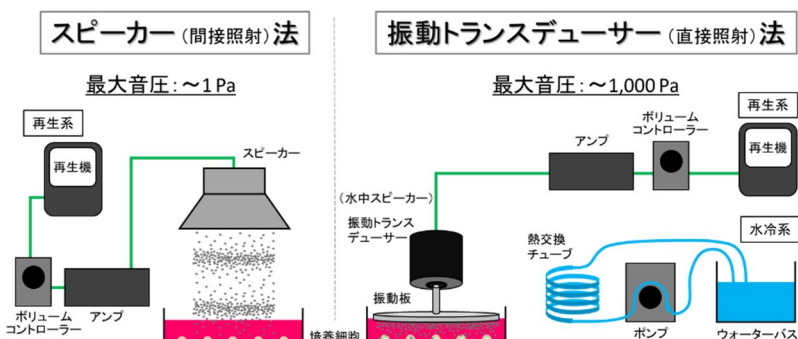 スピーカー（間接照射）法
最大音圧：～1 Pa
再生系
再生機
スピーカー
ボリューム
コントローラー
アンプ
培養細胞
振動トランスデューサー（直接照射）法
最大音圧：～1,000 Pa
再生系
再生機
ボリューム
コントローラー
アンプ
（水中スピーカー）
振動トランス
デューサー
振動板
水冷系
熱交換
チューブ
ポンプ
ウォーターバス